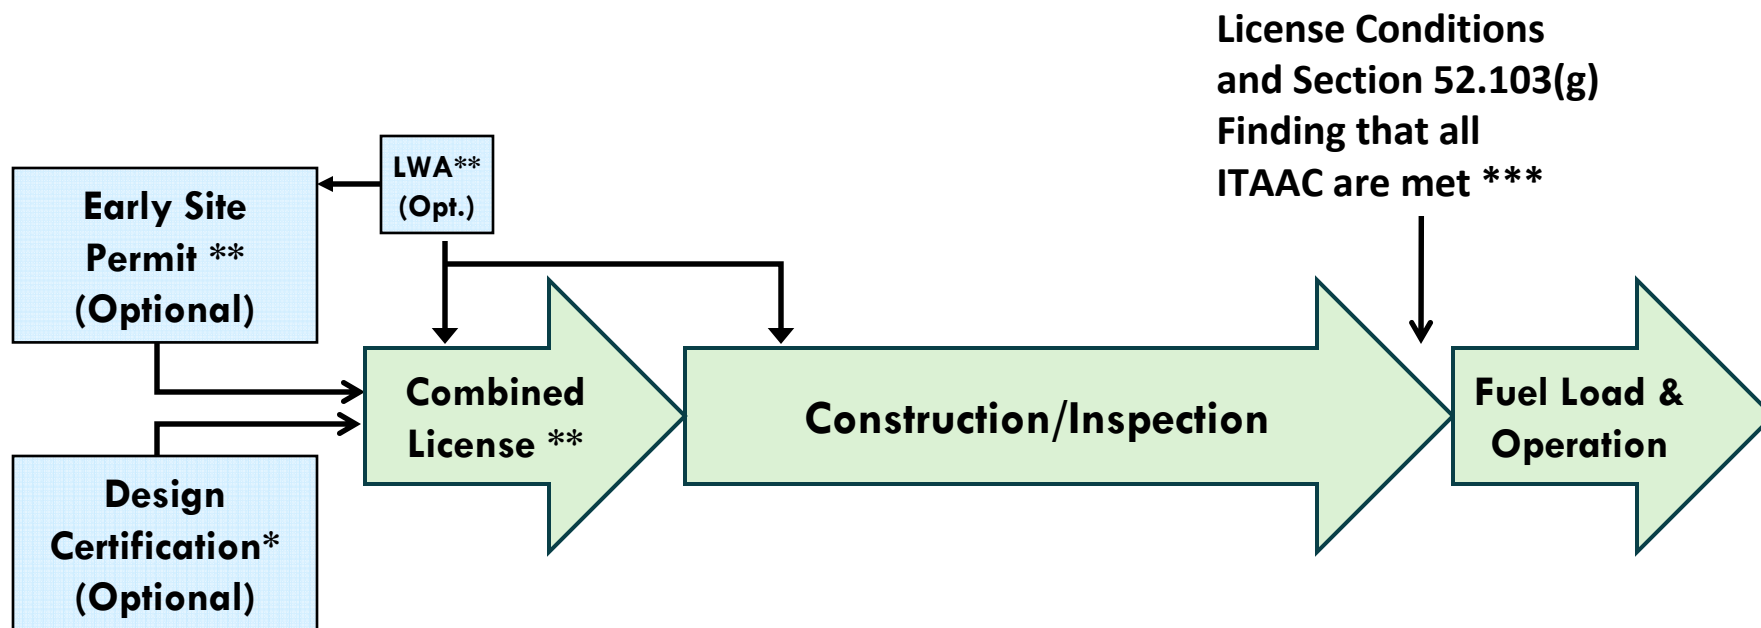 License Conditions
and Section 52.103(g)
Finding that all
ITAAC are met ***
LWA**
(Opt.)
Early Site
Permit **
(Optional)
Combined
License **
Construction/Inspection
Fuel Load &
Operation
Design
Certification*
(Optional)